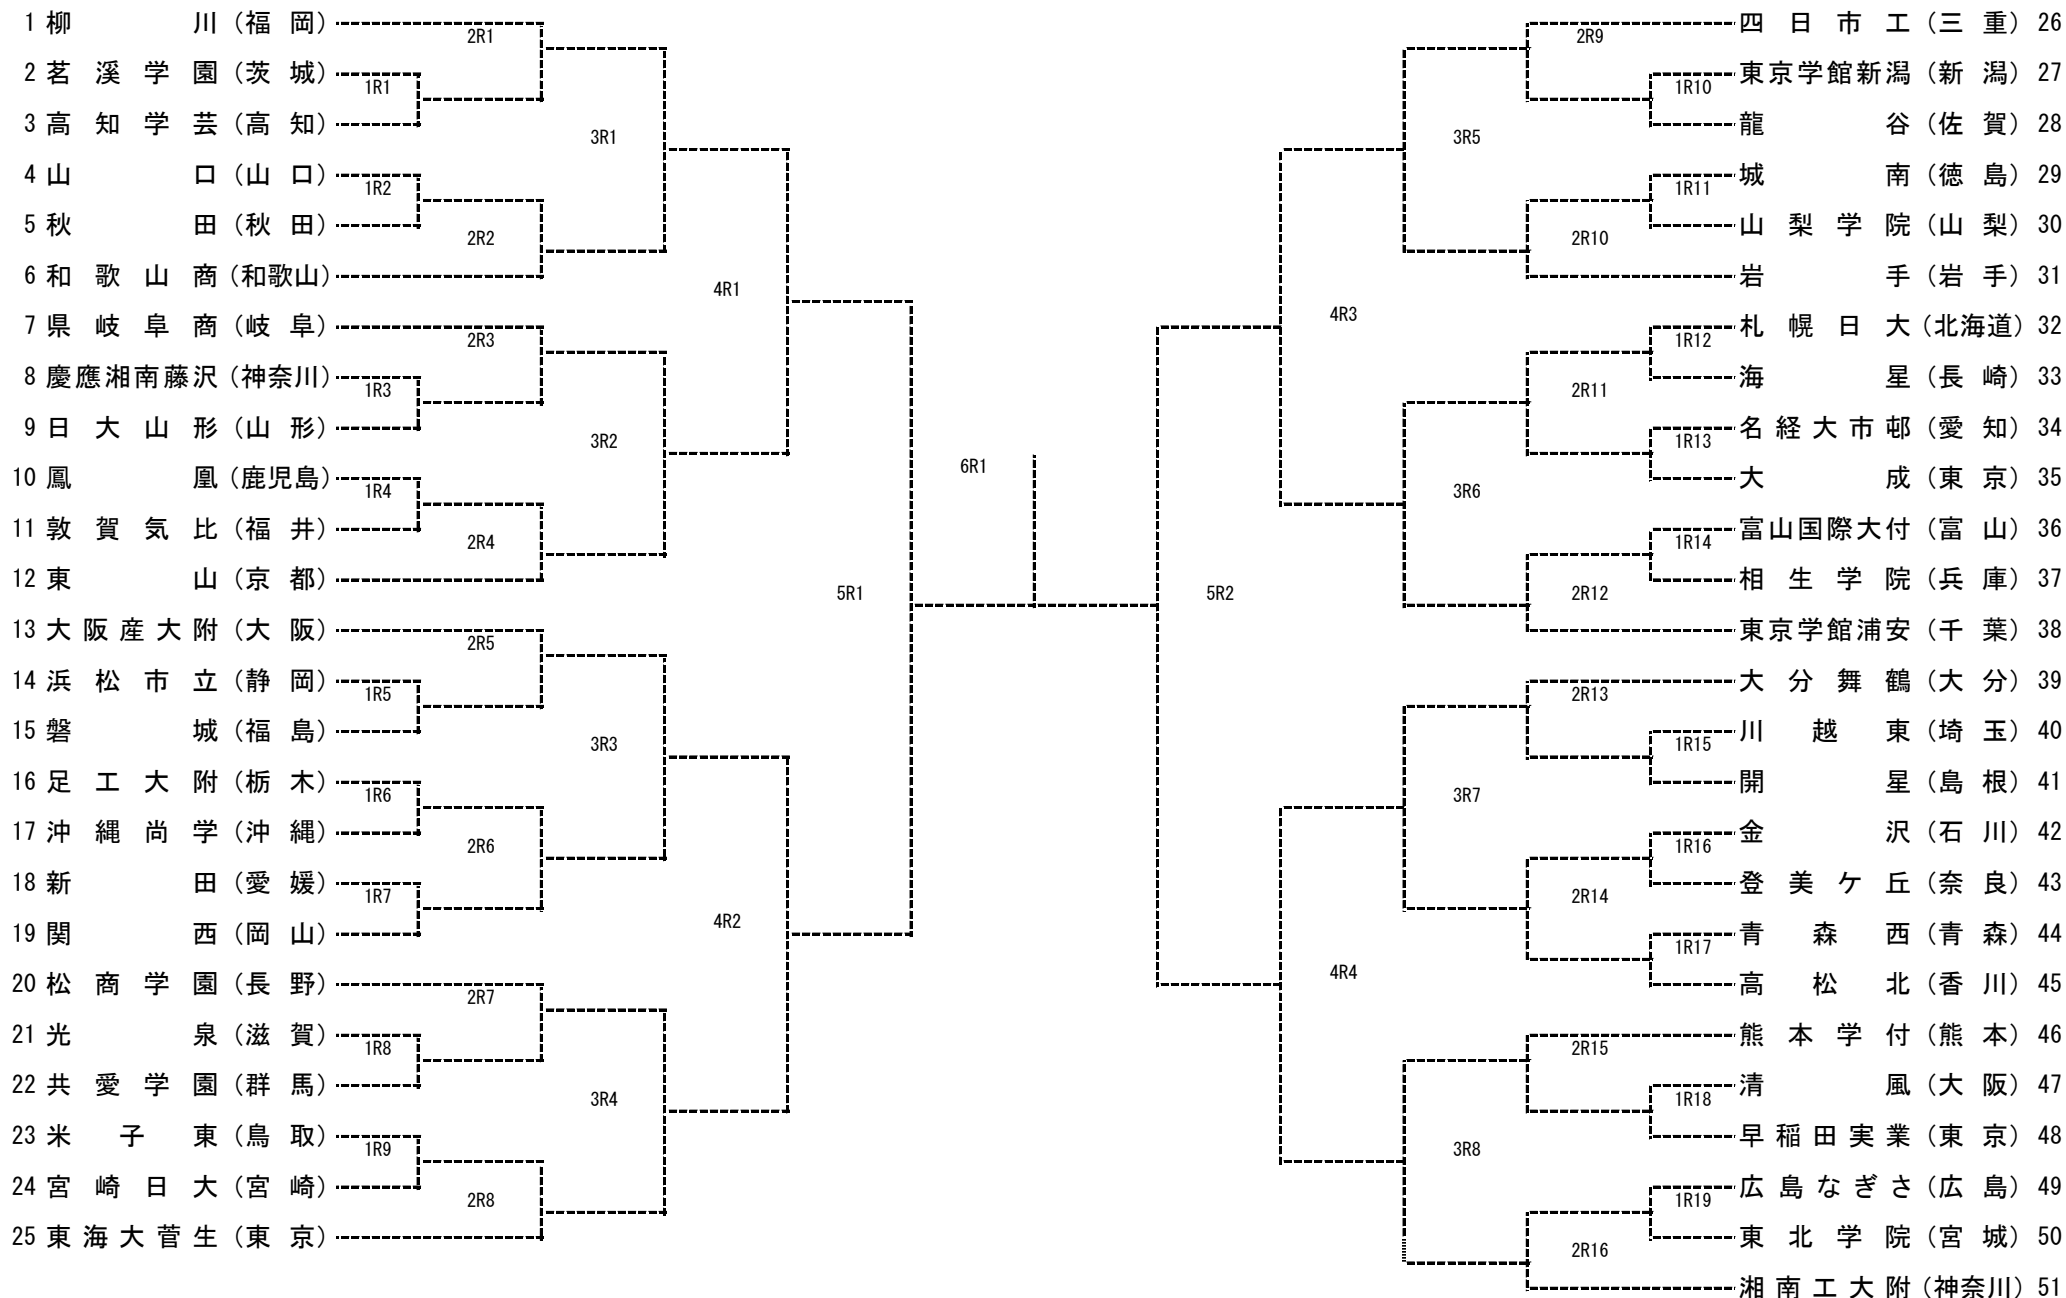 1 柳川（福岡）
2 茗溪学園（茨城）
3 高知学芸（高知）
4 山口（山口）
5 秋田（秋田）
6 和歌山商（和歌山）
7 県岐阜商（岐阜）
8 慶應湘南藤沢（神奈川）
9 日大山形（山形）
10 鳳凰（鹿児島）
11 敦賀気比（福井）
12 東山（京都）
13 大阪産大附（大阪）
14 浜松市立（静岡）
15 磐城（福島）
16 足工大附（栃木）
17 沖縄尚学（沖縄）
18 新田（愛媛）
19 関西（岡山）
20 松商学園（長野）
21 光泉（滋賀）
22 共愛学園（群馬）
23 米子東（鳥取）
24 宮崎日大（宮崎）
25 東海大菅生（東京）
1R1
1R2
1R3
1R4
1R5
1R6
1R7
1R8
1R9
2R1
2R2
2R3
2R4
2R5
2R6
2R7
2R8
3R1
3R2
3R3
3R4
4R1
4R2
5R1
6R1
5R2
4R3
4R4
3R5
3R6
3R7
3R8
2R9
2R10
2R11
2R12
2R13
2R14
2R15
2R16
1R10
1R11
1R12
1R13
1R14
1R15
1R16
1R17
1R18
1R19
四日市工（三重）26
東京学館新潟（新潟）27
龍谷（佐賀）28
城南（徳島）29
山梨学院（山梨）30
岩手（岩手）31
札幌日大（北海道）32
海星（長崎）33
名経大市邨（愛知）34
大成（東京）35
富山国際大付（富山）36
相生学院（兵庫）37
東京学館浦安（千葉）38
大分舞鶴（大分）39
川越東（埼玉）40
開星（島根）41
金沢（石川）42
登美ケ丘（奈良）43
青森西（青森）44
高松北（香川）45
熊本学付（熊本）46
清風（大阪）47
早稲田実業（東京）48
広島なぎさ（広島）49
東北学院（宮城）50
湘南工大附（神奈川）51